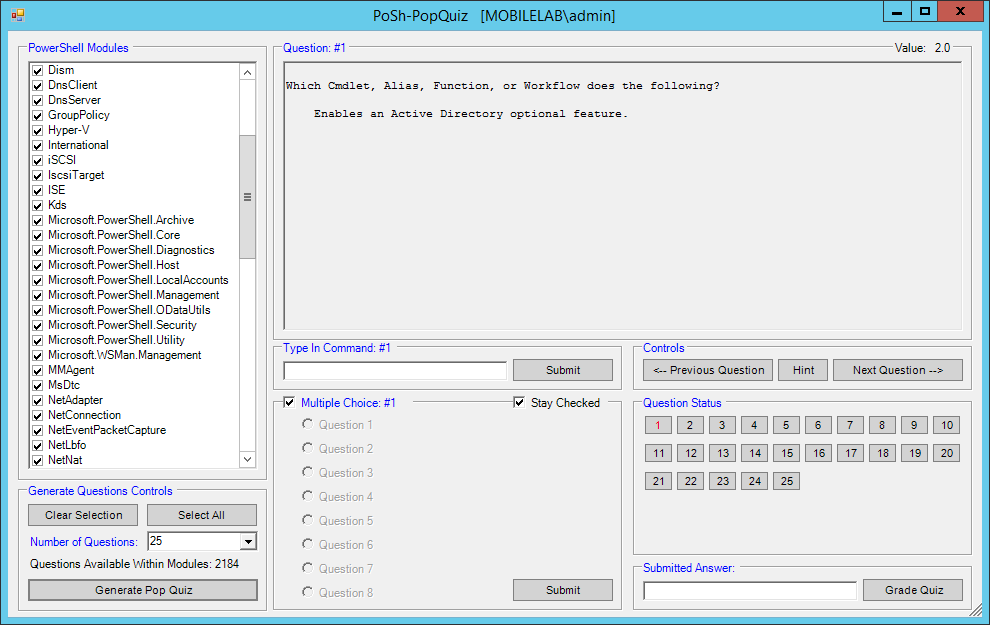 PoSh-PopQuiz [MOBILELAB\admin]
PowerShell Modules
Dism
DnsClient
DnsServer
GroupPolicy
Hyper-V
International
iSCSI
IscsiTarget
ISE
Kds
Microsoft.PowerShell.Archive
Microsoft.PowerShell.Core
Microsoft.PowerShell.Diagnostics
Microsoft.PowerShell.Host
Microsoft.PowerShell.LocalAccounts
Microsoft.PowerShell.Management
Microsoft.PowerShell.ODataUtils
Microsoft.PowerShell.Security
Microsoft.PowerShell.Utility
Microsoft.WSMan.Management
MMAgent
MsDtc
NetAdapter
NetConnection
NetEventPacketCapture
NetLbfo
NetNat
Generate Questions Controls
Clear Selection Select All
Number of Questions: 25
Questions Available Within Modules: 2184
Generate Pop Quiz
Question: #1 Value: 2.0
Which Cmdlet, Alias, Function, or Workflow does the following?
Enables an Active Directory optional feature.
Type In Command: #1
Submit
Multiple Choice: #1 Stay Checked
Question 1
Question 2
Question 3
Question 4
Question 5
Question 6
Question 7
Question 8
Submit
Controls
<-- Previous Question Hint Next Question -->
Question Status
1 2 3 4 5 6 7 8 9 10
11 12 13 14 15 16 17 18 19 20
21 22 23 24 25
Submitted Answer:
Grade Quiz